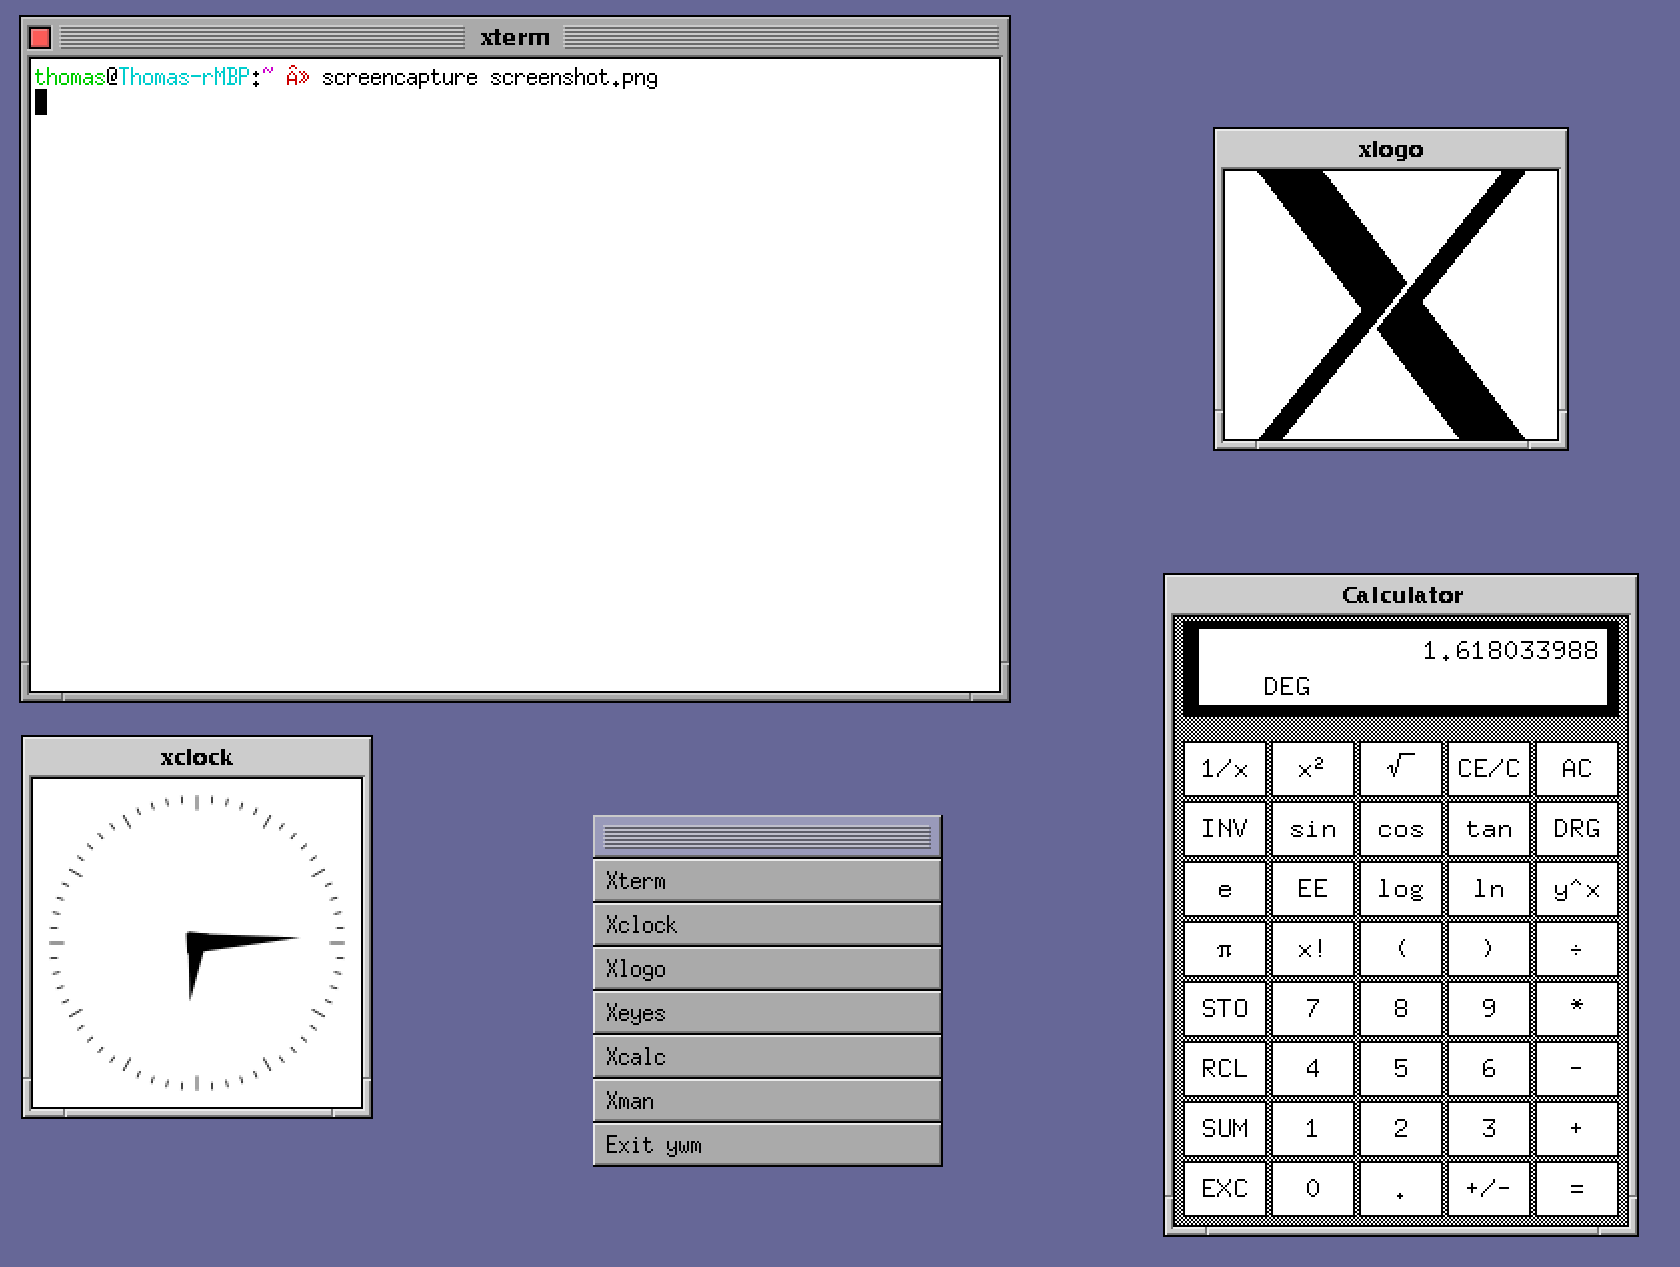 xterm
thomas@Thomas-rMBP:~ Â» screencapture screenshot.png
xlogo
Calculator
1.618033988
DEG
1/x x² √ CE/C AC
INV sin cos tan DRG
e EE log ln y^x
π x! ( ) ÷
STO 7 8 9 *
RCL 4 5 6 -
SUM 1 2 3 +
EXC 0 . +/- =
xclock
Xterm
Xclock
Xlogo
Xeyes
Xcalc
Xman
Exit ywm